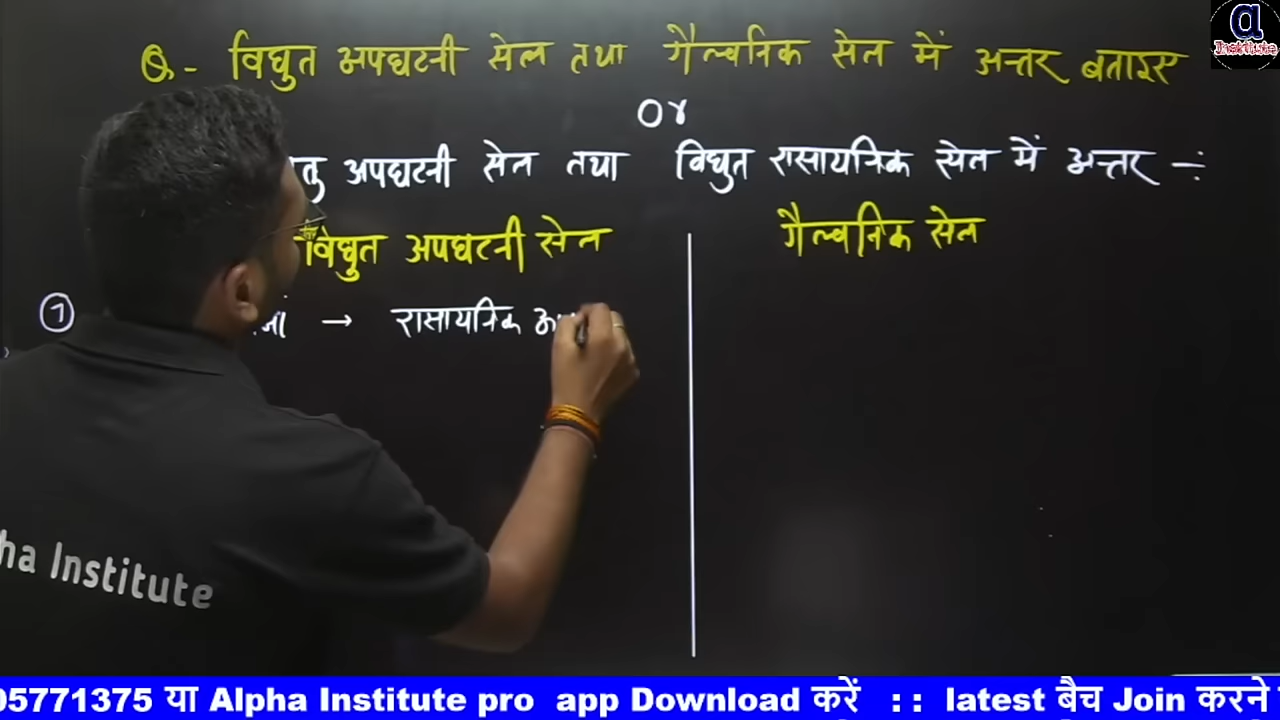 Q- विघुत अपघटनी सेल तथा गैल्वनिक सेल में अन्तर बताइए
or
अपघटनी सेल तथा विघुत रासायनिक सेल में अन्तर -:
विघुत अपघटनी सेल
गैल्वनिक सेल
① → रासायनिक
ha Institute
a
Institute
05771375 या Alpha Institute pro app Download करें :: latest बैच Join करने